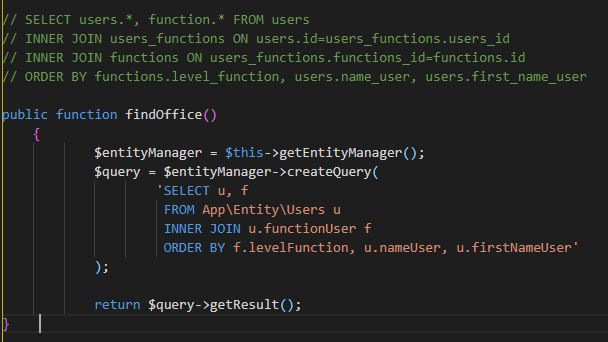 // SELECT users.*, function.* FROM users
// INNER JOIN users_functions ON users.id=users_functions.users_id
// INNER JOIN functions ON users_functions.functions_id=functions.id
// ORDER BY functions.level_function, users.name_user, users.first_name_user
public function findOffice()
{
$entityManager = $this->getEntityManager();
$query = $entityManager->createQuery(
'SELECT u, f
FROM App\Entity\Users u
INNER JOIN u.functionUser f
ORDER BY f.levelFunction, u.nameUser, u.firstNameUser'
);
return $query->getResult();
}